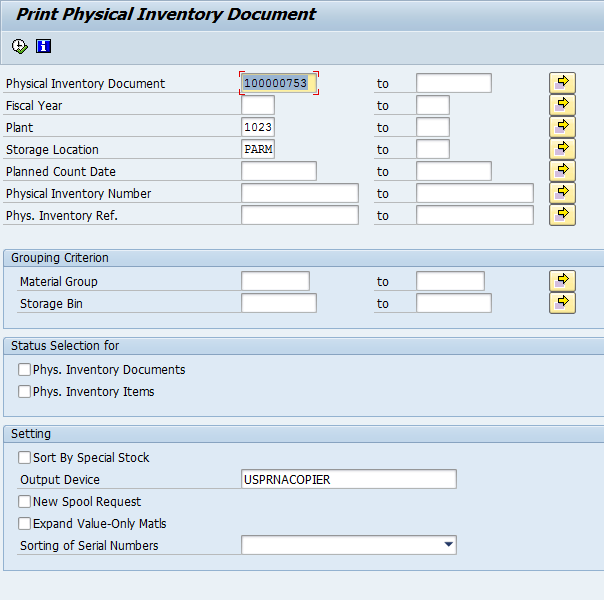 Print Physical Inventory Document
Physical Inventory Document 100000753 to
Fiscal Year to
Plant 1023 to
Storage Location PARM to
Planned Count Date to
Physical Inventory Number to
Phys. Inventory Ref. to
Grouping Criterion
Material Group to
Storage Bin to
Status Selection for
Phys. Inventory Documents
Phys. Inventory Items
Setting
Sort By Special Stock
Output Device USPRNACOPIER
New Spool Request
Expand Value-Only Matls
Sorting of Serial Numbers